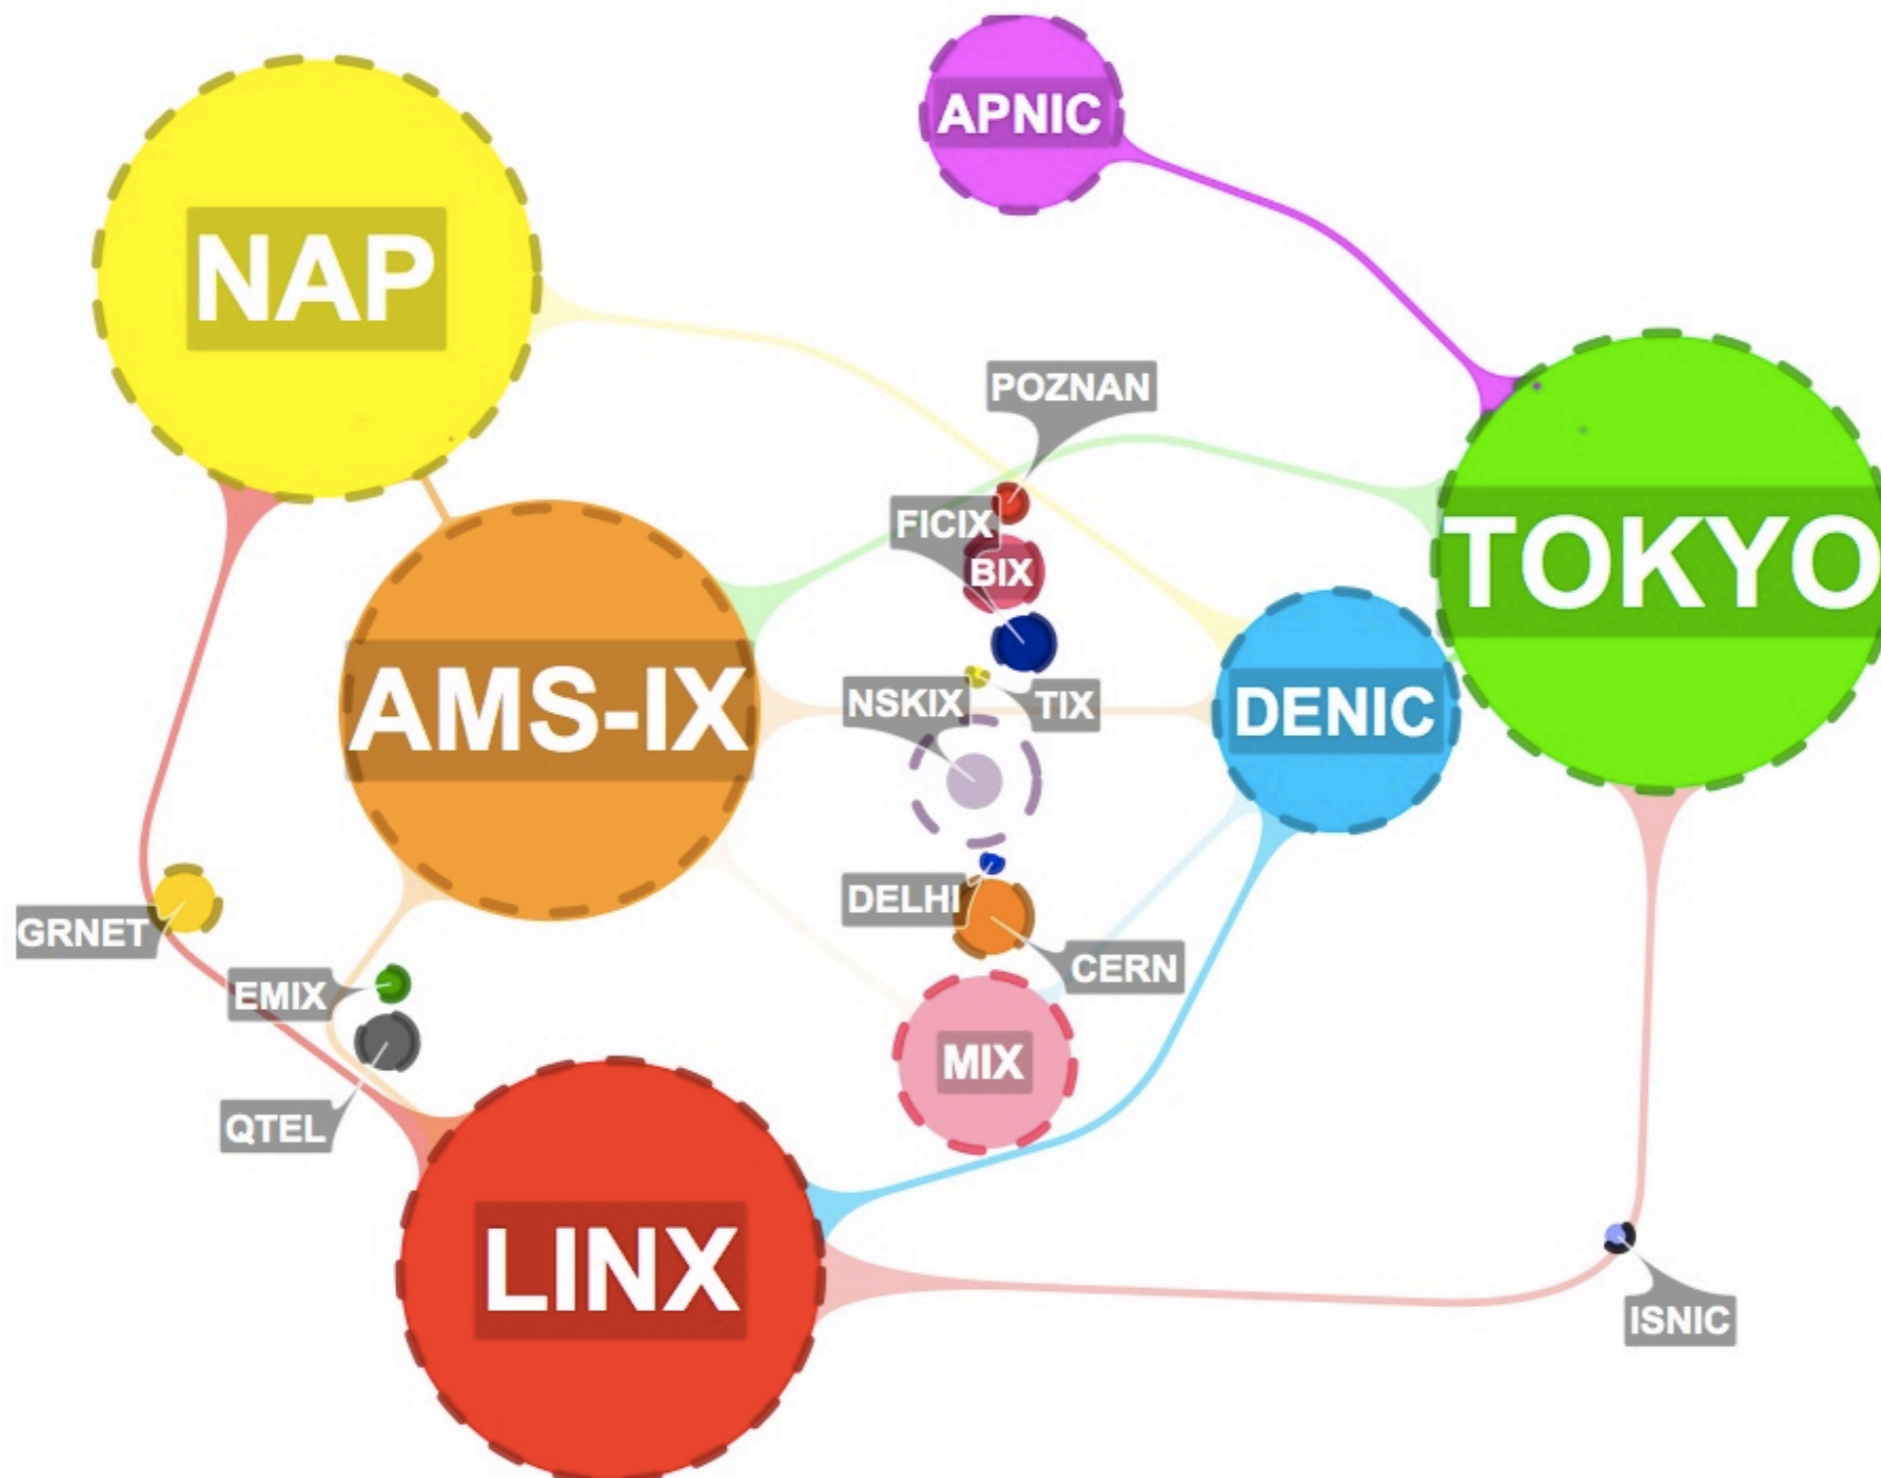 APNIC
NAP
POZNAN
FICIX
TOKYO
BIX
AMS-IX
NSKIX
TIX
DENIC
DELHI
GRNET
CERN
EMIX
MIX
QTEL
LINX
ISNIC